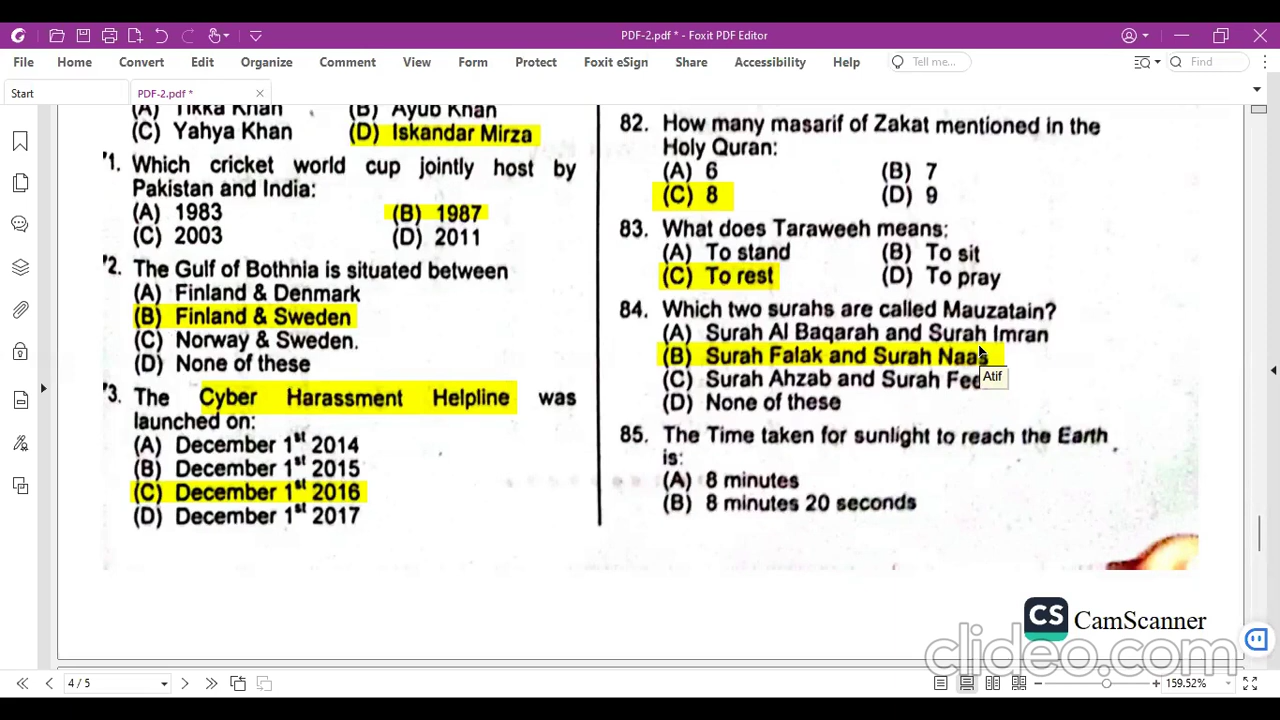 PDF-2.pdf * - Foxit PDF Editor
File Home Convert Edit Organize Comment View Form Protect Foxit eSign Share Accessibility Help Tell me... Find
Start PDF-2.pdf *
(A) Tikka Khan (B) Ayub Khan
(C) Yahya Khan (D) Iskandar Mirza
71. Which cricket world cup jointly host by
Pakistan and India:
(A) 1983 (B) 1987
(C) 2003 (D) 2011
72. The Gulf of Bothnia is situated between
(A) Finland & Denmark
(B) Finland & Sweden
(C) Norway & Sweden.
(D) None of these
73. The Cyber Harassment Helpline was
launched on:
(A) December 1st 2014
(B) December 1st 2015
(C) December 1st 2016
(D) December 1st 2017
82. How many masarif of Zakat mentioned in the
Holy Quran:
(A) 6 (B) 7
(C) 8 (D) 9
83. What does Taraweeh means:
(A) To stand (B) To sit
(C) To rest (D) To pray
84. Which two surahs are called Mauzatain?
(A) Surah Al Baqarah and Surah Imran
(B) Surah Falak and Surah Naas
(C) Surah Ahzab and Surah
Atif
(D) None of these
85. The Time taken for sunlight to reach the Earth
is:
(A) 8 minutes
(B) 8 minutes 20 seconds
CS CamScanner
clideo.com
4 / 5 159.52%